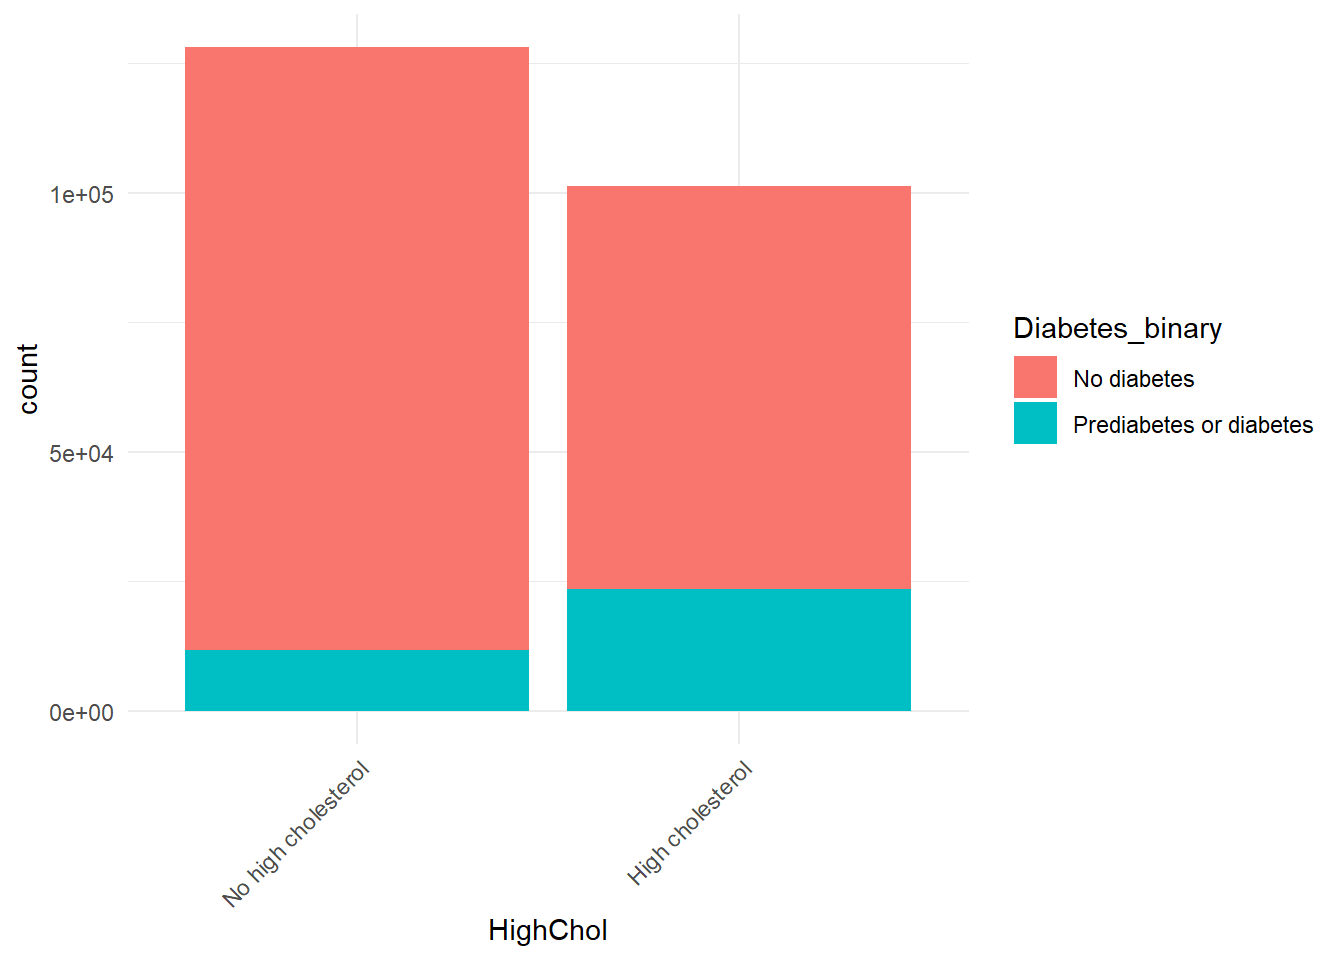 count
1e+05
5e+04
0e+00
No high cholesterol
High cholesterol
HighChol
Diabetes_binary
No diabetes
Prediabetes or diabetes